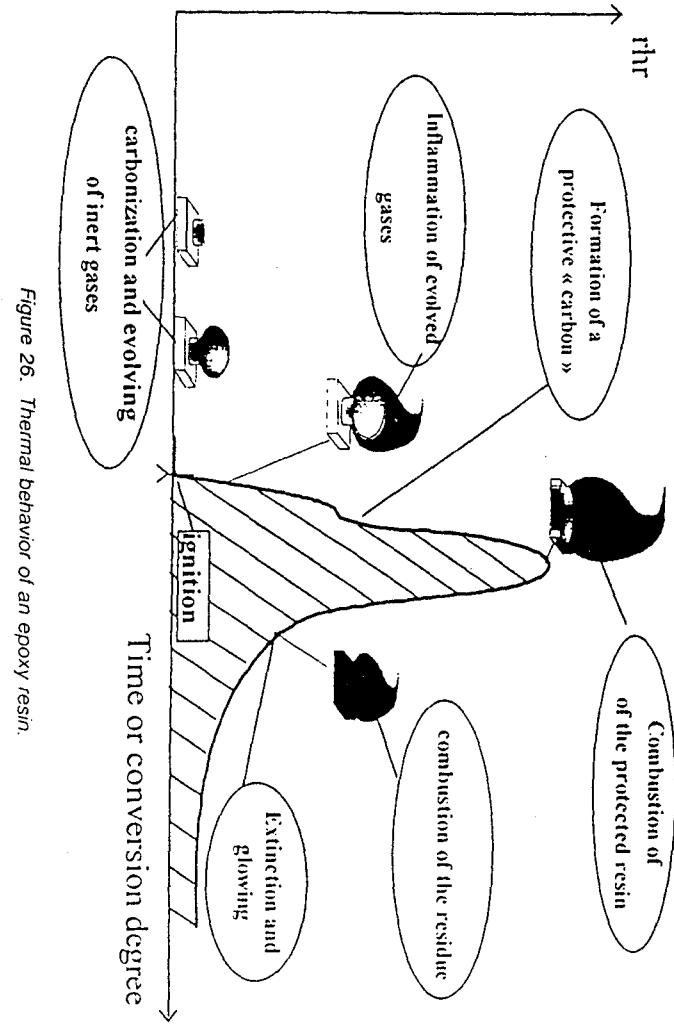 rhr
Formation of a
protective « carbon »
Combustion of
of the protected resin
Inflammation of evolved
gases
combustion of the residue
carbonization and evolving
of inert gases
ignition
Extinction and
glowing
Time or conversion degree
Figure 26. Thermal behavior of an epoxy resin.